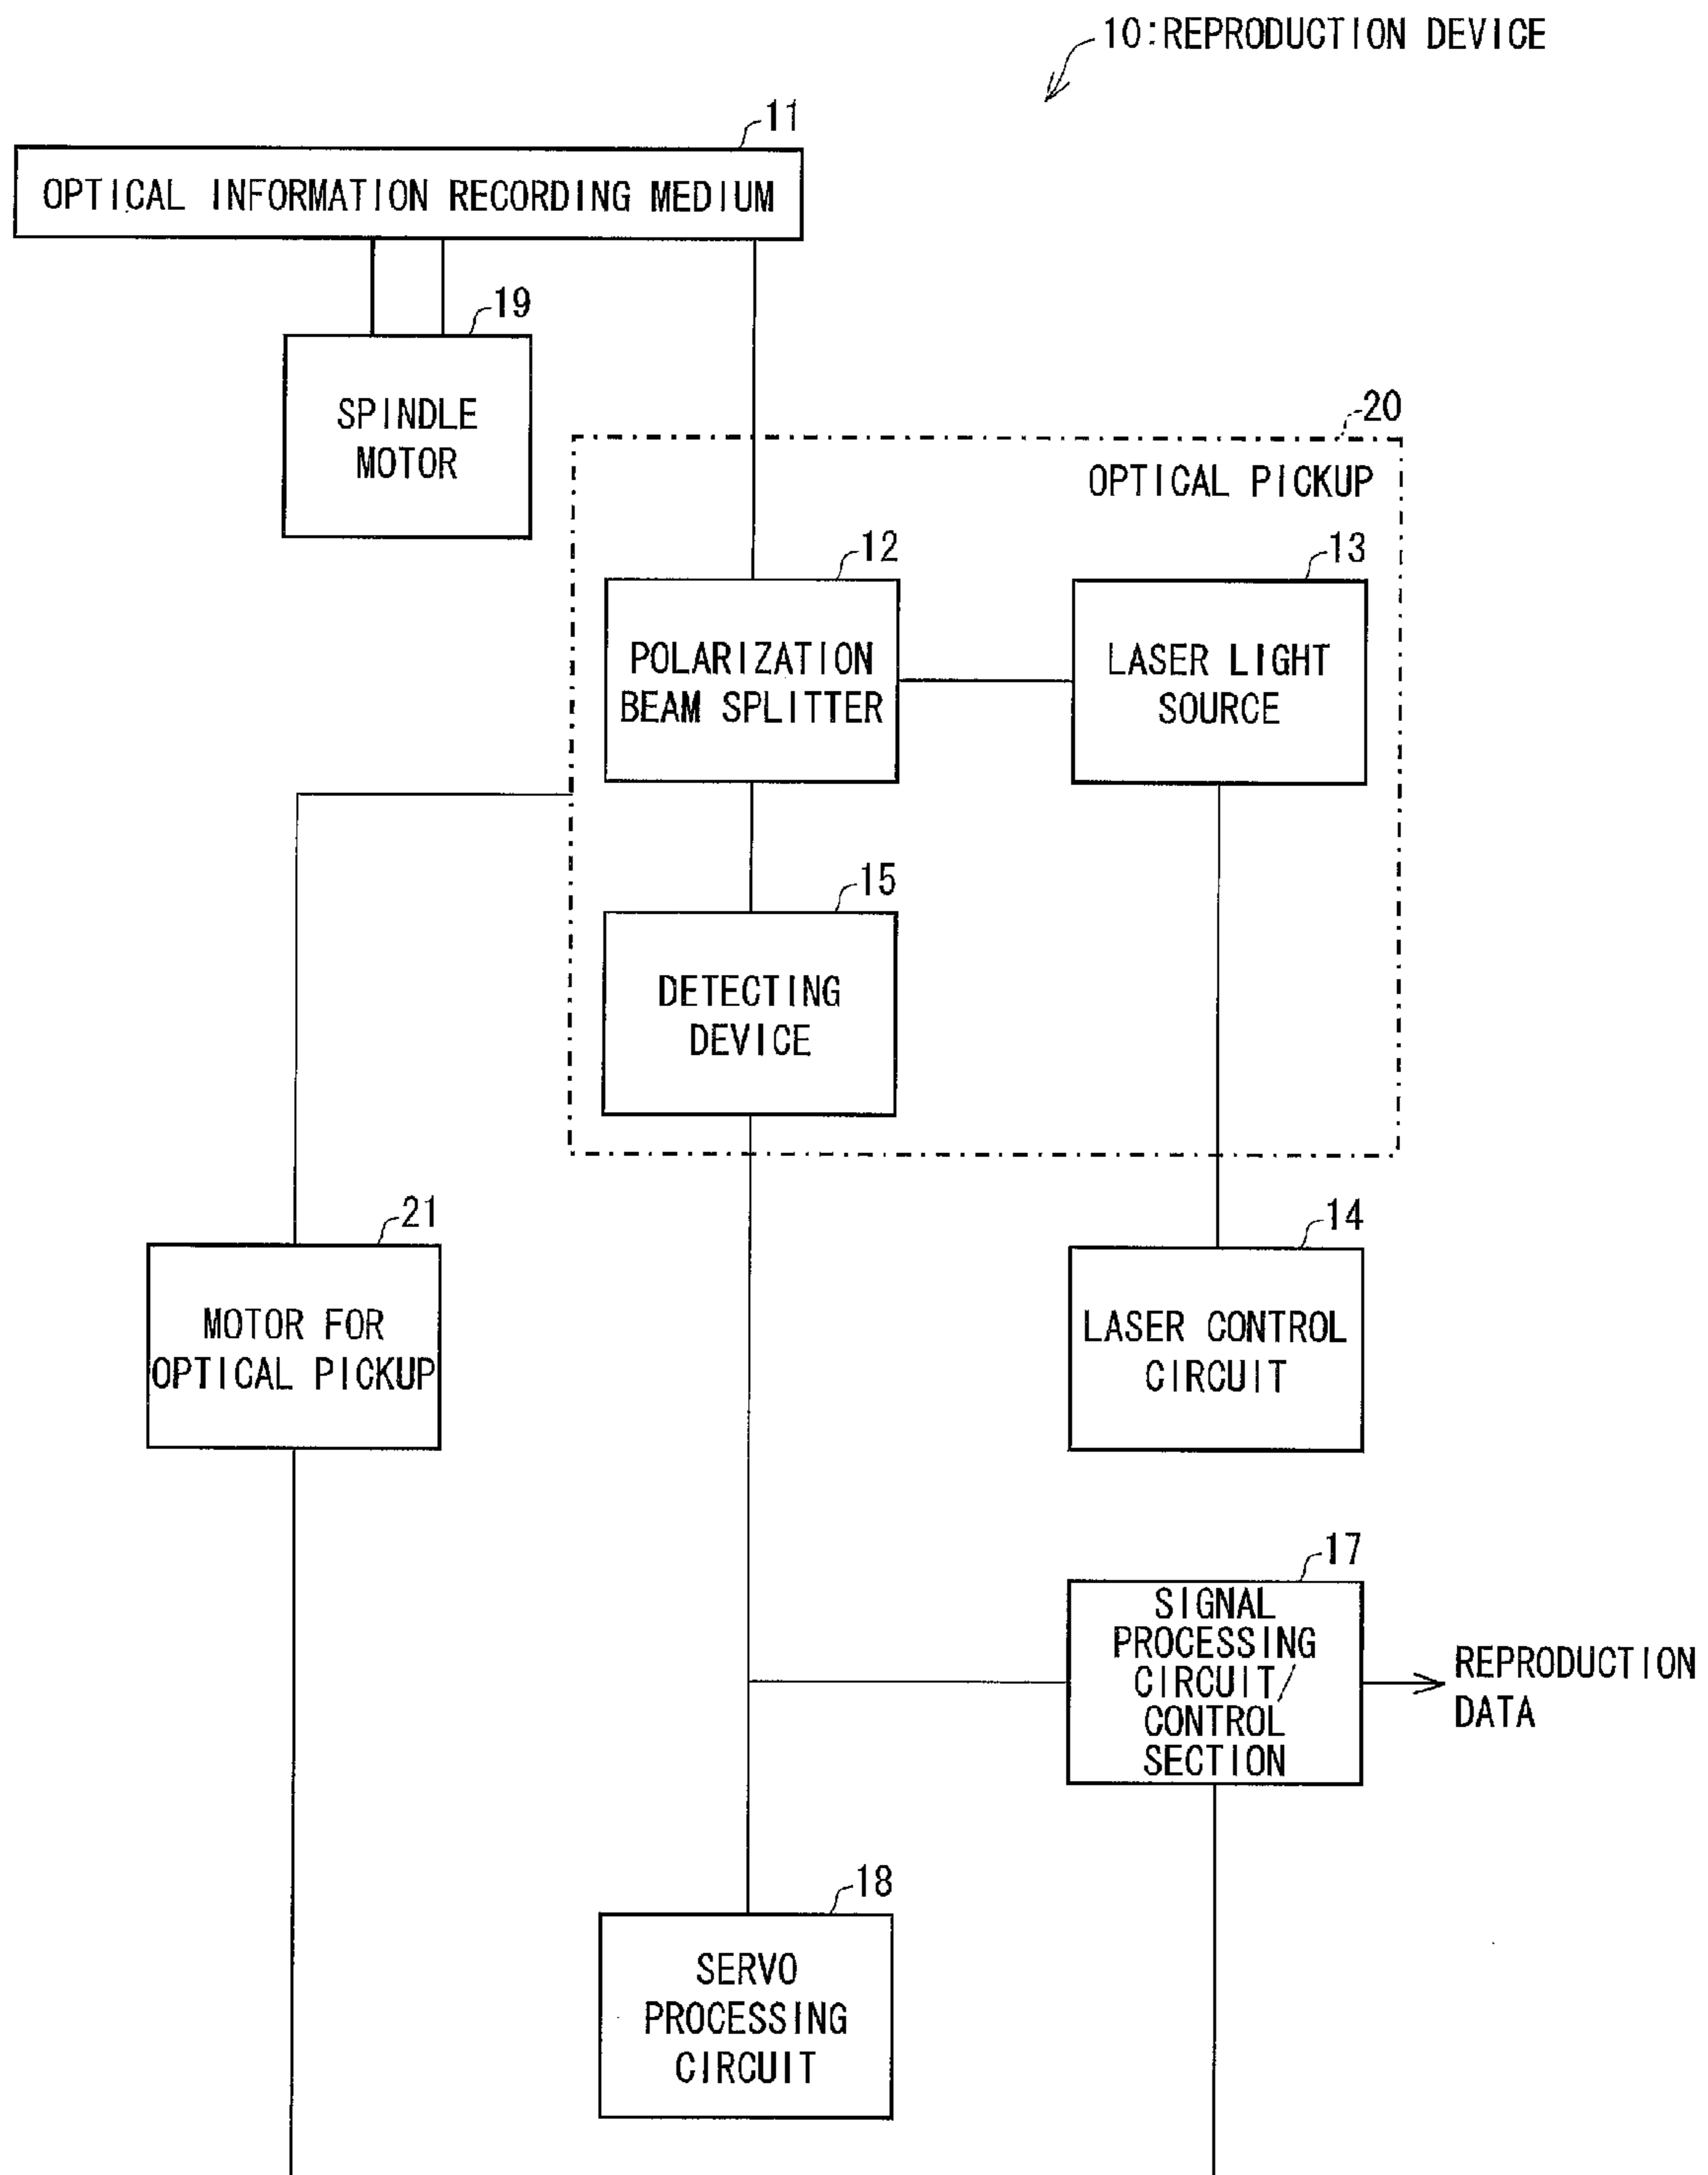 10:REPRODUCTION DEVICE
11
OPTICAL INFORMATION RECORDING MEDIUM
19
SPINDLE
MOTOR
20
OPTICAL PICKUP
12
POLARIZATION
BEAM SPLITTER
13
LASER LIGHT
SOURCE
15
DETECTING
DEVICE
21
MOTOR FOR
OPTICAL PICKUP
14
LASER CONTROL
CIRCUIT
17
SIGNAL
PROCESSING
CIRCUIT/
CONTROL
SECTION
REPRODUCTION
DATA
18
SERVO
PROCESSING
CIRCUIT